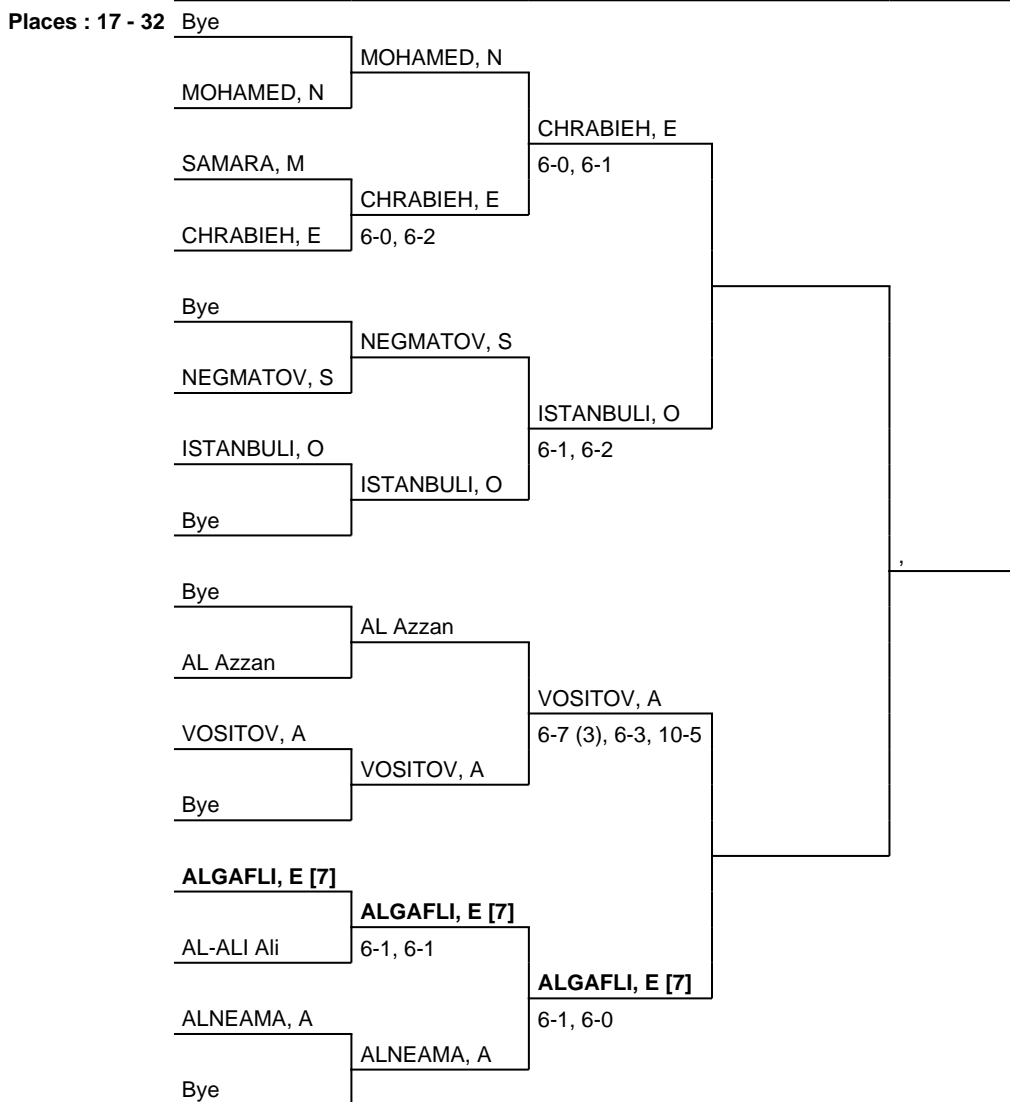 Places : 17 - 32 Bye
MOHAMED, N
MOHAMED, N
CHRABIEH, E
SAMARA, M
6-0, 6-1
CHRABIEH, E
CHRABIEH, E
6-0, 6-2
Bye
NEGMATOV, S
NEGMATOV, S
ISTANBULI, O
ISTANBULI, O
6-1, 6-2
ISTANBULI, O
Bye
,
Bye
AL Azzan
AL Azzan
VOSITOV, A
VOSITOV, A
6-7 (3), 6-3, 10-5
VOSITOV, A
Bye
ALGAFLI, E [7]
ALGAFLI, E [7]
AL-ALI Ali
6-1, 6-1
ALGAFLI, E [7]
ALNEAMA, A
6-1, 6-0
ALNEAMA, A
Bye